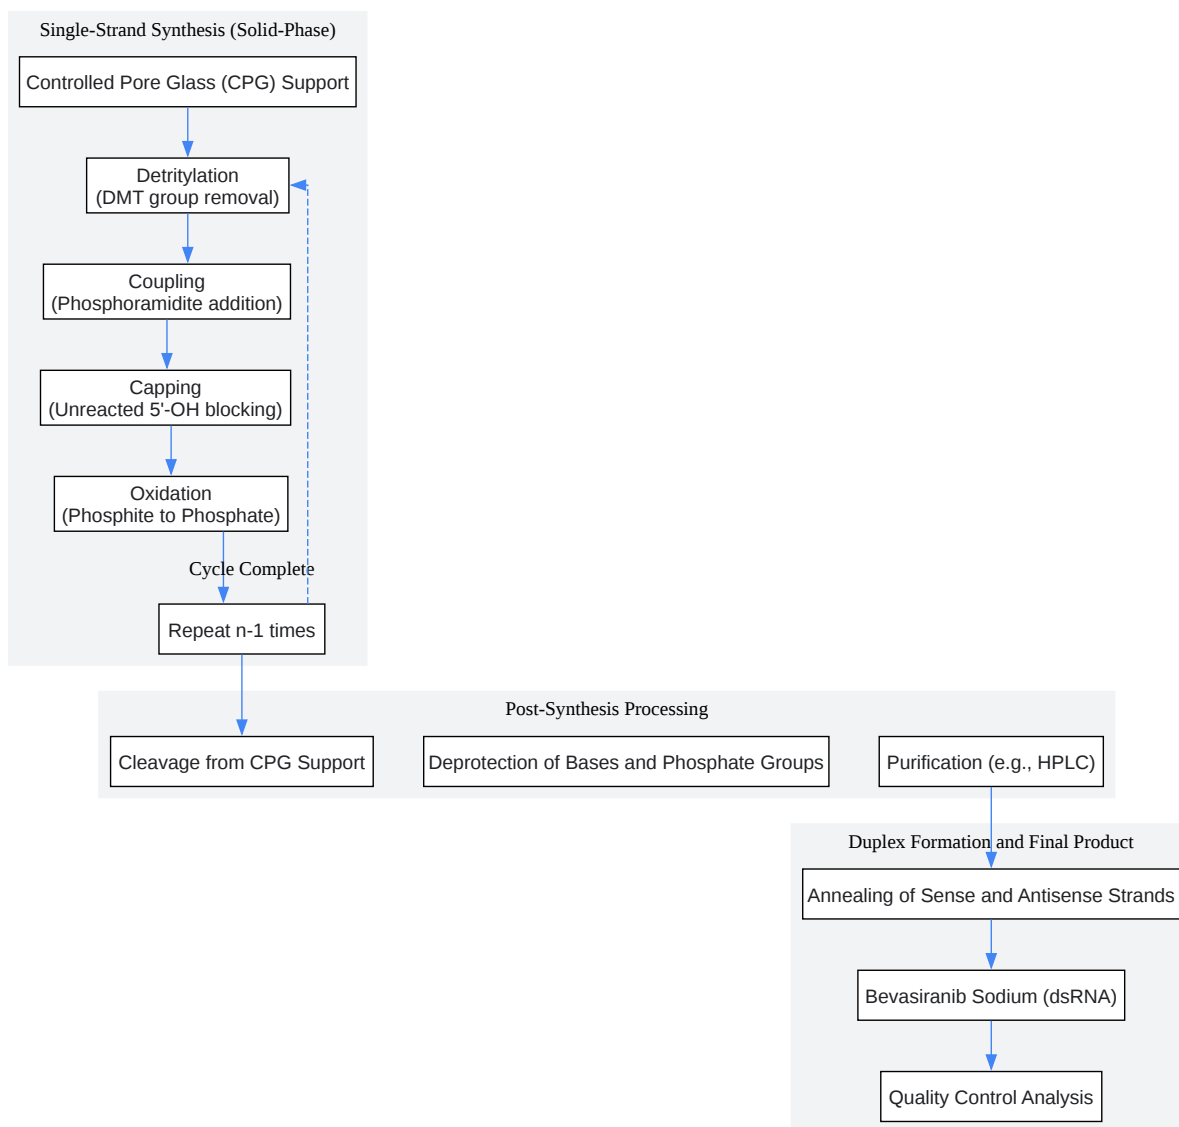 Single-Strand Synthesis (Solid-Phase)
Controlled Pore Glass (CPG) Support
Detritylation
(DMT group removal)
Coupling
(Phosphoramidite addition)
Capping
(Unreacted 5'-OH blocking)
Oxidation
(Phosphite to Phosphate)
Cycle Complete
Repeat n-1 times
Post-Synthesis Processing
Cleavage from CPG Support
Deprotection of Bases and Phosphate Groups
Purification (e.g., HPLC)
Duplex Formation and Final Product
Annealing of Sense and Antisense Strands
Bevasiranib Sodium (dsRNA)
Quality Control Analysis